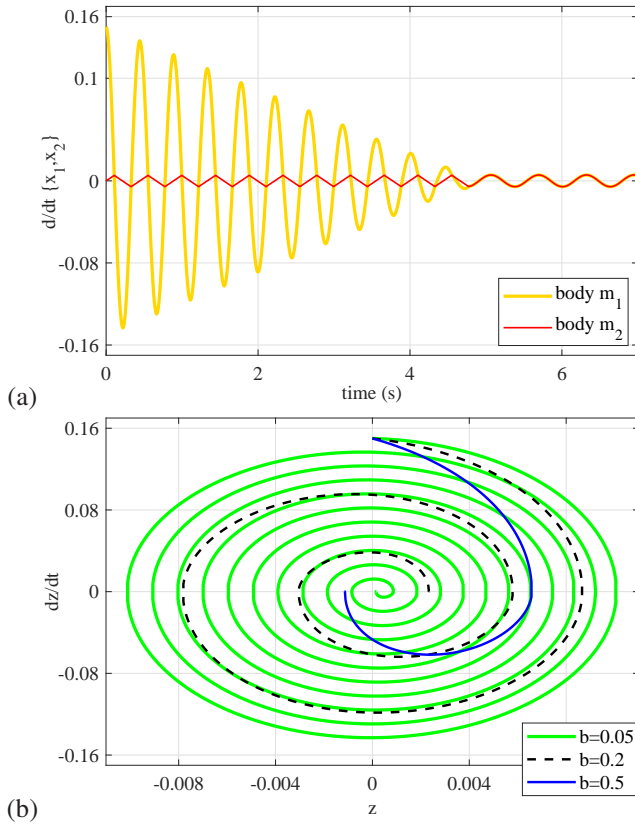 0.16
0.1
0
-0.08
-0.16
d/dt {x1,x2}
body m1
body m2
0 2 4 6
time (s)
(a)
0.16
0.08
0
-0.08
-0.16
dz/dt
b=0.05
b=0.2
b=0.5
-0.008 -0.004 0 0.004
z
(b)